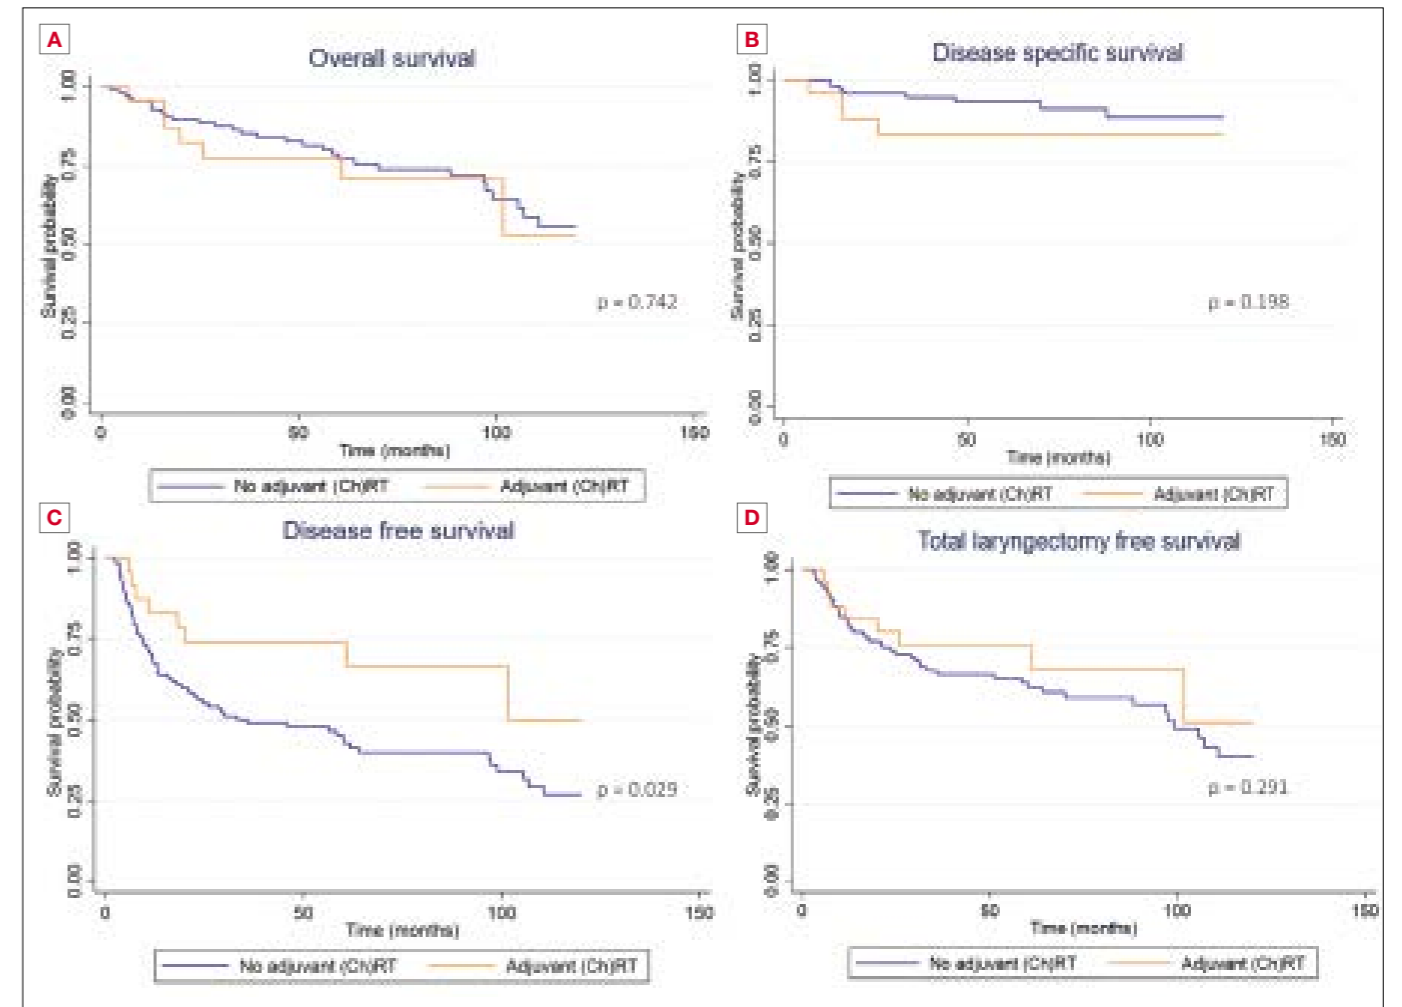 A
Overall survival
Survival probability
1.00
0.75
0.50
0.25
0.00
p = 0.742
0 50 100 150
Time (months)
No adjuvant (Ch)RT Adjuvant (Ch)RT
B
Disease specific survival
Survival probability
1.00
0.75
0.50
0.25
0.00
p = 0.198
0 50 100 150
Time (months)
No adjuvant (Ch)RT Adjuvant (Ch)RT
C
Disease free survival
Survival probability
1.00
0.75
0.50
0.25
0.00
p = 0.029
0 50 100 150
Time (months)
No adjuvant (Ch)RT Adjuvant (Ch)RT
D
Total laryngectomy free survival
Survival probability
1.00
0.75
0.50
0.25
0.00
p = 0.291
0 50 100 150
Time (months)
No adjuvant (Ch)RT Adjuvant (Ch)RT